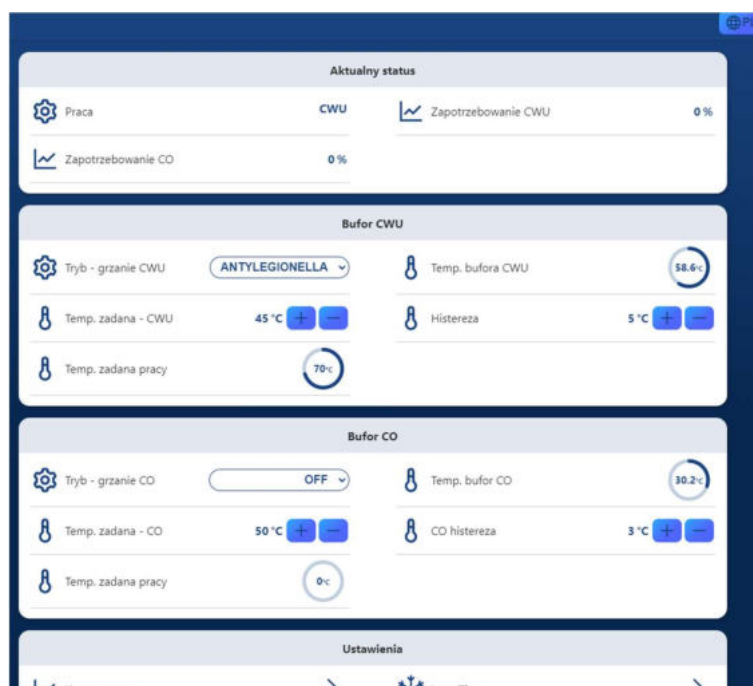 Aktualny status
Praca CWU
Zapotrzebowanie CWU 0 %
Zapotrzebowanie CO 0 %
Bufor CWU
Tryb - grzanie CWU ANTYLEGIONELLA
Temp. bufora CWU 58.6°C
Temp. zadana - CWU 45 °C + −
Histereza 5 °C + −
Temp. zadana pracy 70°C
Bufor CO
Tryb - grzanie CO OFF
Temp. bufor CO 30.2°C
Temp. zadana - CO 50 °C + −
CO histereza 3 °C + −
Temp. zadana pracy 0°C
Ustawienia